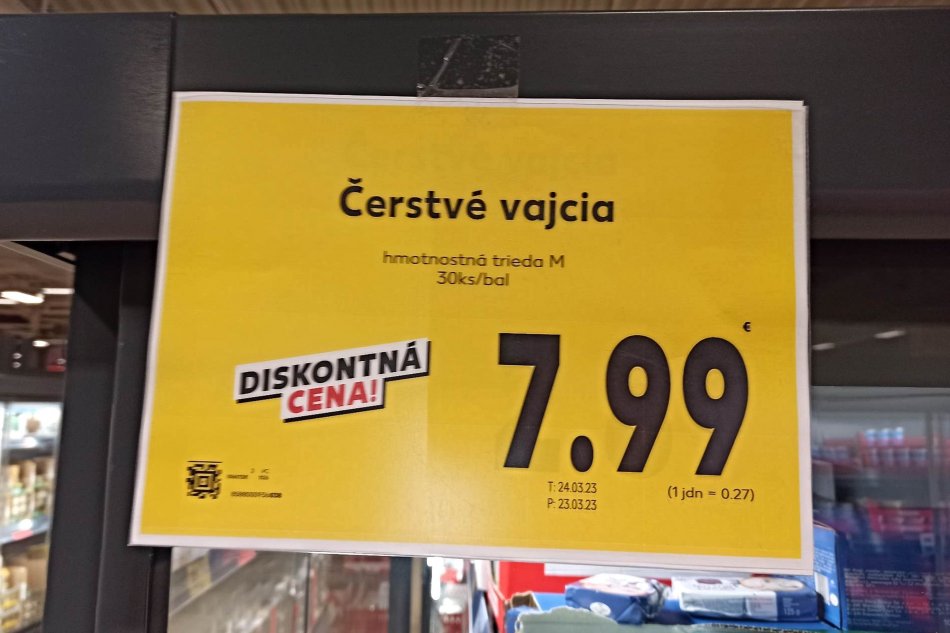 Čerstvé vajcia
hmotnostná trieda M
30ks/bal
DISKONTNÁ
CENA!
7.99 €
T: 24.03.23
P: 23.03.23
(1 jdn = 0.27)